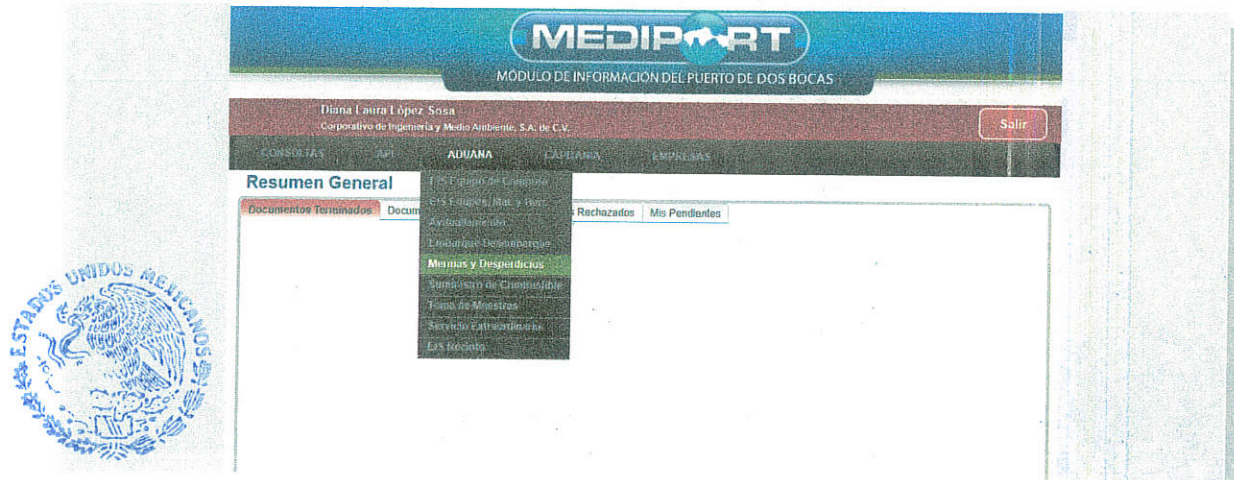 MEDIPORT
MÓDULO DE INFORMACIÓN DEL PUERTO DE DOS BOCAS
Diana Laura López Sosa
Corporativo de Ingeniería y Medio Ambiente, S.A. de C.V.
Salir
CONSULTAS API ADUANA CAPITANIA EMPRESAS
Resumen General
E/S Equipo de Computo
Documentos Terminados Docum s Rechazados Mis Pendientes
E/S Equipos, Mat. y Herr.
Avituallamiento
Embarque Desembarque
Mermas y Desperdicios
Suministro de Combustible
Toma de Muestras
Servicio Extraordinario
E/S Recinto
ESTADOS UNIDOS MEXICANOS